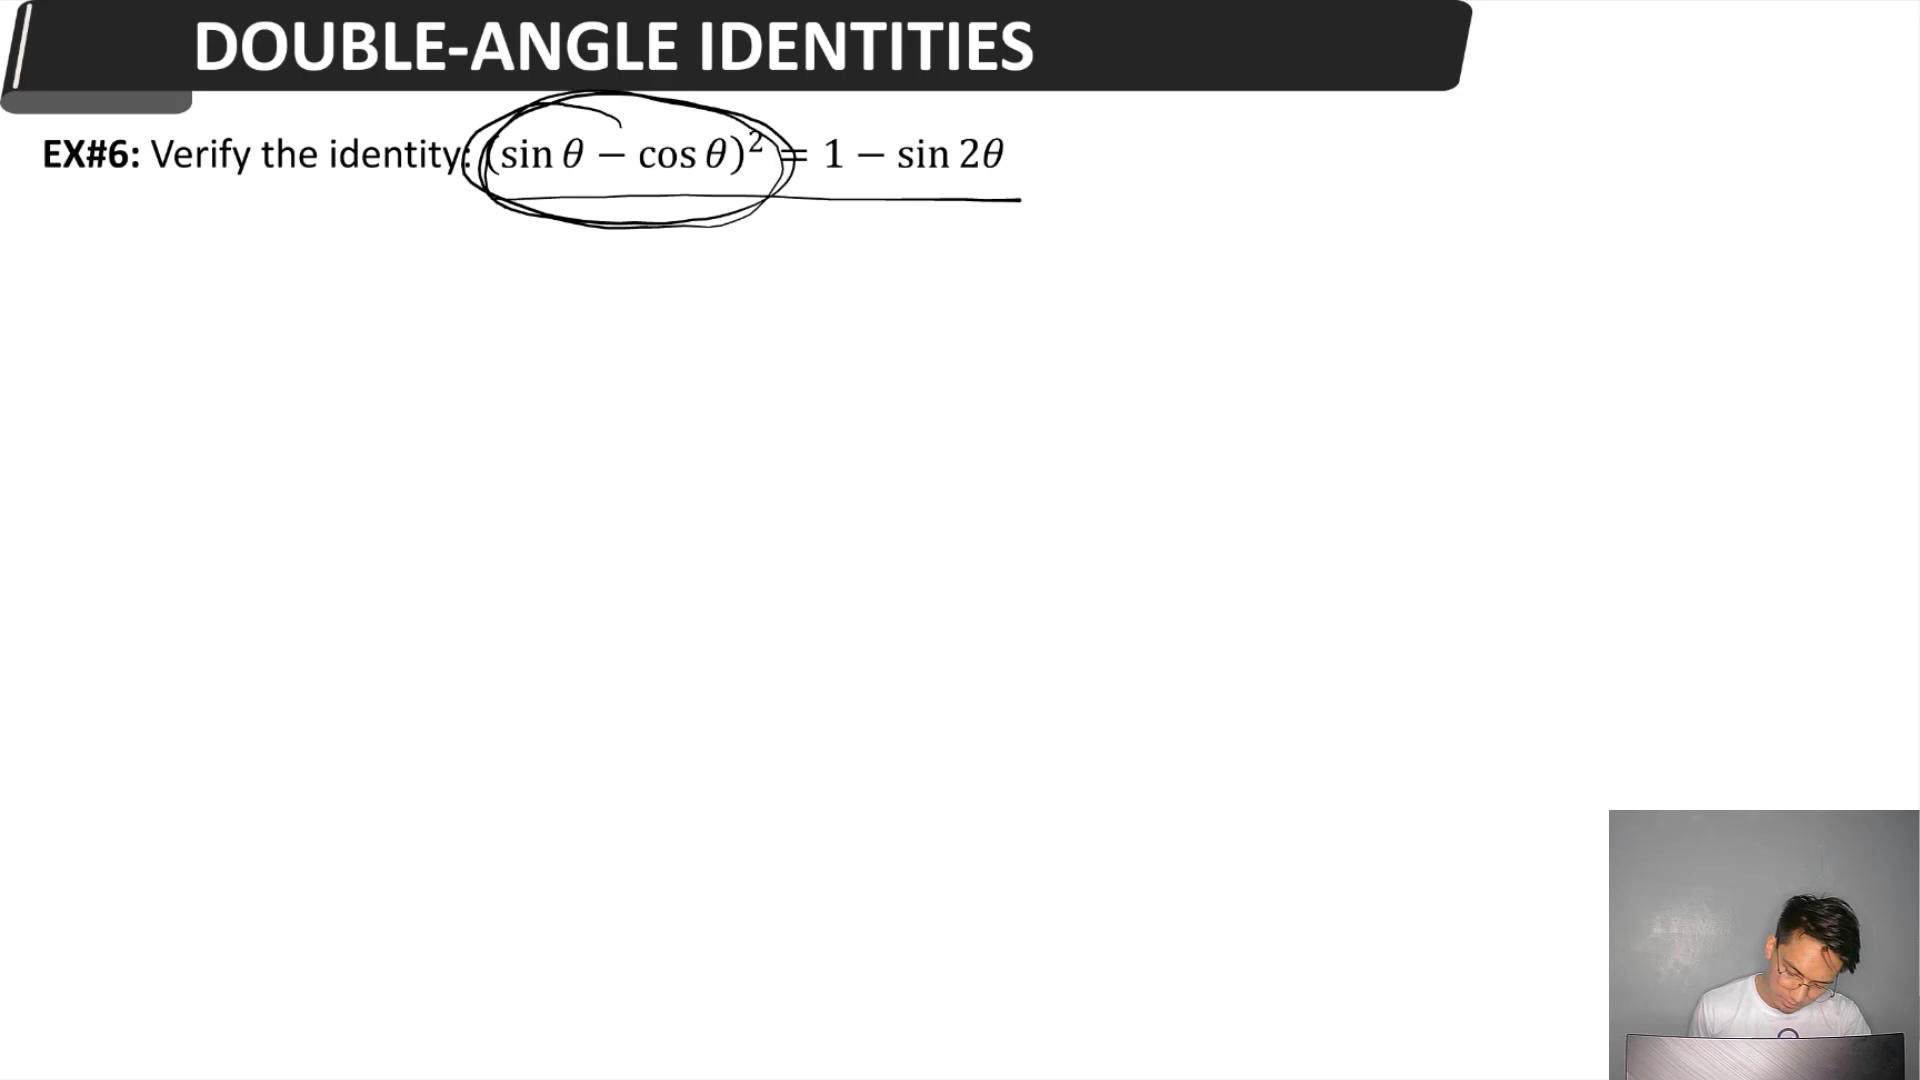 DOUBLE-ANGLE IDENTITIES
EX#6: Verify the identity: (sin θ − cos θ)² = 1 − sin 2θ